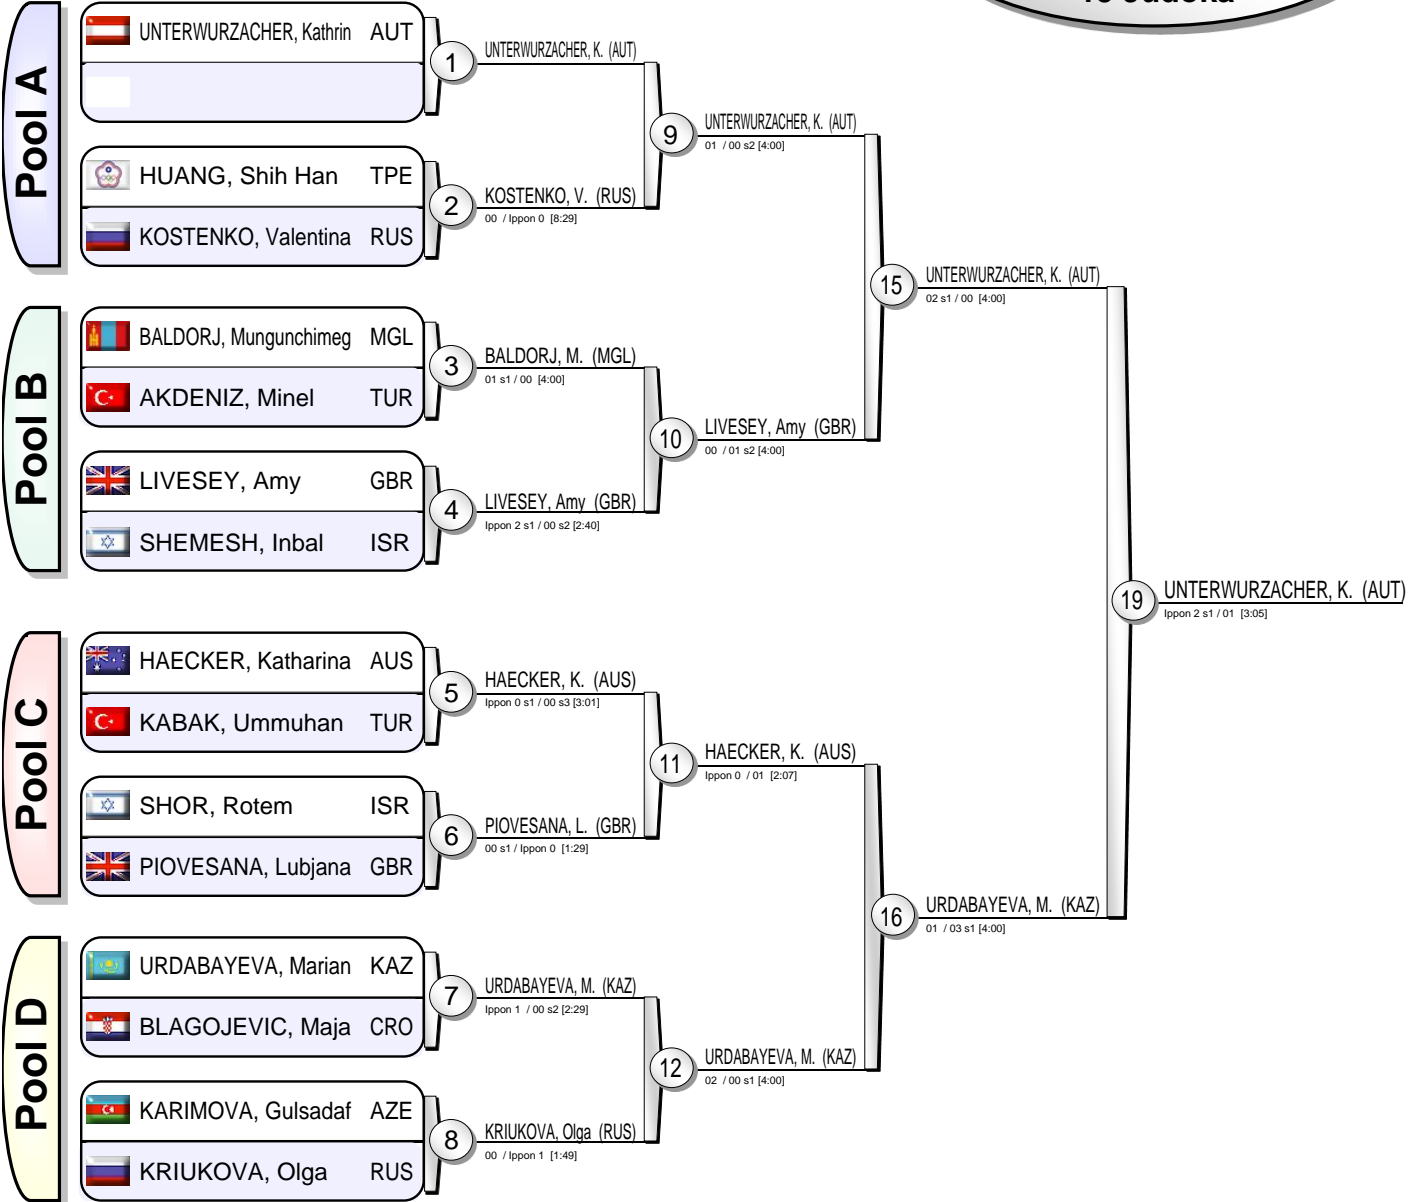 Pool A
UNTERWURZACHER, Kathrin AUT
1
UNTERWURZACHER, K. (AUT)
HUANG, Shih Han TPE
KOSTENKO, Valentina RUS
2
KOSTENKO, V. (RUS)
00 / Ippon 0 [8:29]
9
UNTERWURZACHER, K. (AUT)
01 / 00 s2 [4:00]
Pool B
BALDORJ, Mungunchimeg MGL
AKDENIZ, Minel TUR
3
BALDORJ, M. (MGL)
01 s1 / 00 [4:00]
LIVESEY, Amy GBR
SHEMESH, Inbal ISR
4
LIVESEY, Amy (GBR)
Ippon 2 s1 / 00 s2 [2:40]
10
LIVESEY, Amy (GBR)
00 / 01 s2 [4:00]
15
UNTERWURZACHER, K. (AUT)
02 s1 / 00 [4:00]
Pool C
HAECKER, Katharina AUS
KABAK, Ummuhan TUR
5
HAECKER, K. (AUS)
Ippon 0 s1 / 00 s3 [3:01]
SHOR, Rotem ISR
PIOVESANA, Lubjana GBR
6
PIOVESANA, L. (GBR)
00 s1 / Ippon 0 [1:29]
11
HAECKER, K. (AUS)
Ippon 0 / 01 [2:07]
Pool D
URDABAYEVA, Marian KAZ
BLAGOJEVIC, Maja CRO
7
URDABAYEVA, M. (KAZ)
Ippon 1 / 00 s2 [2:29]
KARIMOVA, Gulsadaf AZE
KRIUKOVA, Olga RUS
8
KRIUKOVA, Olga (RUS)
00 / Ippon 1 [1:49]
12
URDABAYEVA, M. (KAZ)
02 / 00 s1 [4:00]
16
URDABAYEVA, M. (KAZ)
01 / 03 s1 [4:00]
19
UNTERWURZACHER, K. (AUT)
Ippon 2 s1 / 01 [3:05]